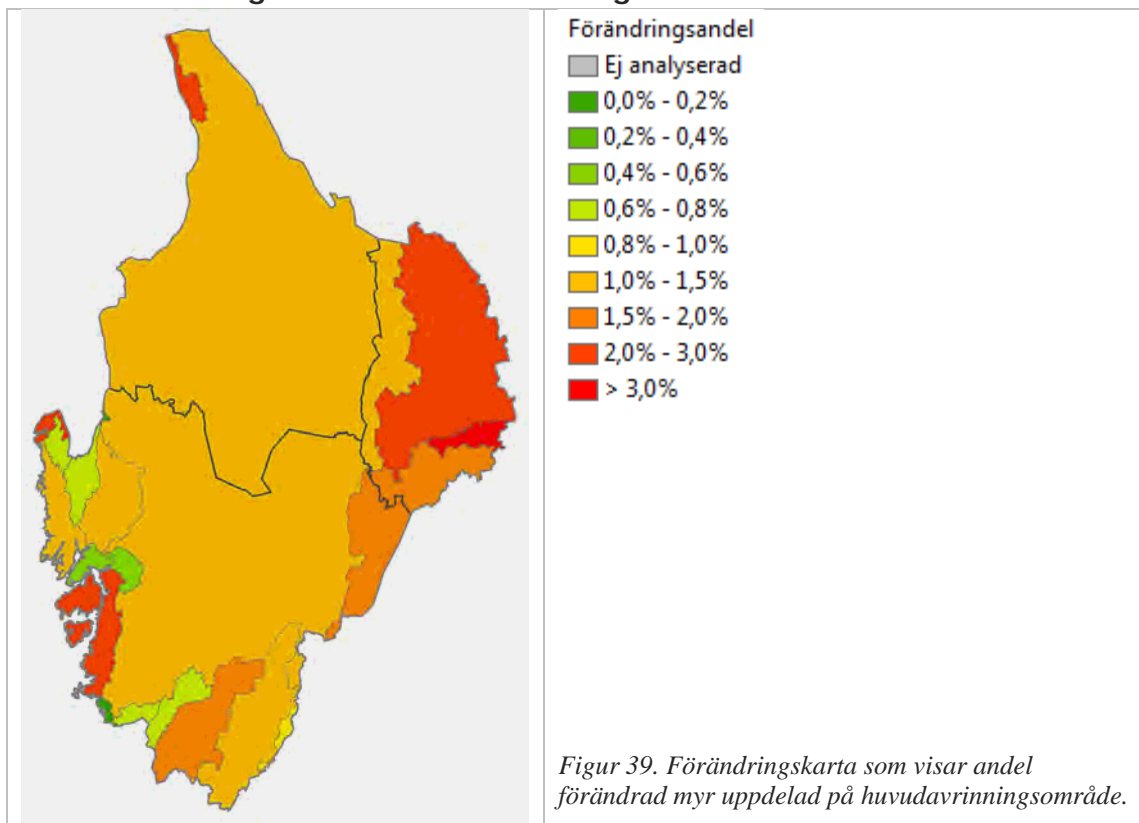 Förändringsandel
Ej analyserad
0,0% - 0,2%
0,2% - 0,4%
0,4% - 0,6%
0,6% - 0,8%
0,8% - 1,0%
1,0% - 1,5%
1,5% - 2,0%
2,0% - 3,0%
> 3,0%
Figur 39. Förändringskarta som visar andel
förändrad myr uppdelad på huvudavrinningsområde.